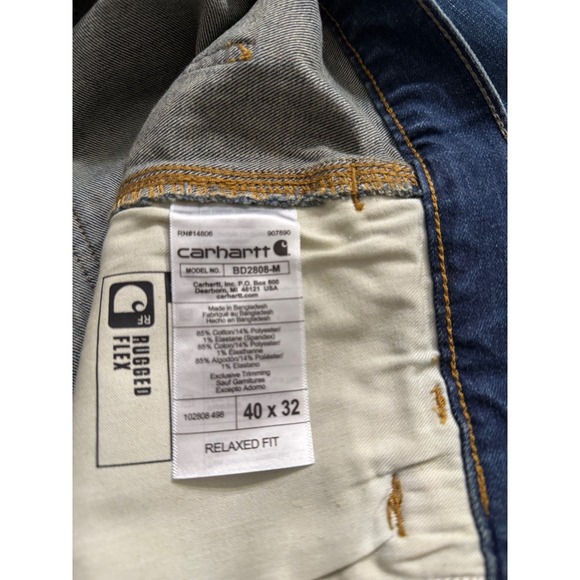 RN#14806 907890
carhartt
MODEL NO. BD2808-M
Carhartt, Inc. P.O. Box 600
Dearborn, MI 48121 USA
carhartt.com
Made in Bangladesh
Fabriqué au Bangladesh
Hecho en Bangladesh
85% Cotton/14% Polyester/
1% Elastane (Spandex)
85% Coton/14% Polyester/
1% Élasthanne
85% Algodón/14% Poliéster/
1% Elastano
Exclusive Trimming
Sauf Garnitures
Excepto Adorno
102808 498 40 x 32
RELAXED FIT
RF
RUGGED
FLEX